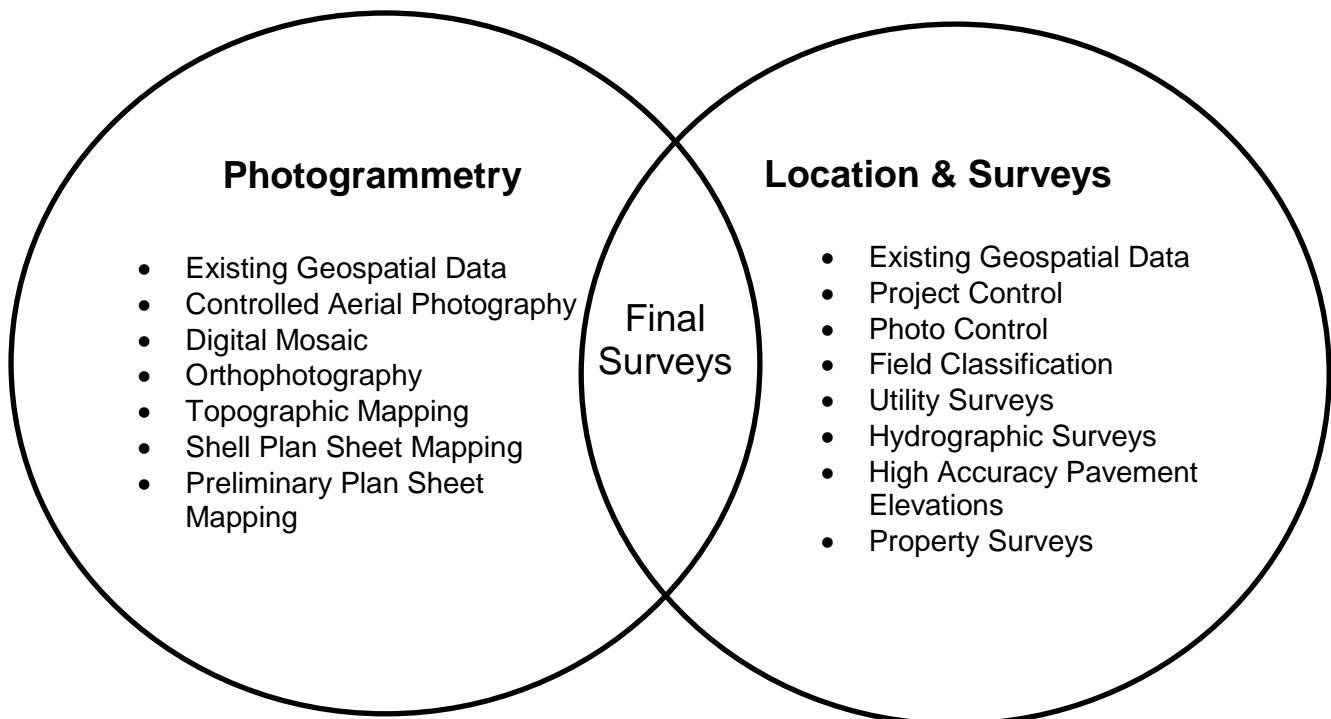 Photogrammetry
• Existing Geospatial Data
• Controlled Aerial Photography
• Digital Mosaic
• Orthophotography
• Topographic Mapping
• Shell Plan Sheet Mapping
• Preliminary Plan Sheet
Mapping
Final
Surveys
Location & Surveys
• Existing Geospatial Data
• Project Control
• Photo Control
• Field Classification
• Utility Surveys
• Hydrographic Surveys
• High Accuracy Pavement
Elevations
• Property Surveys